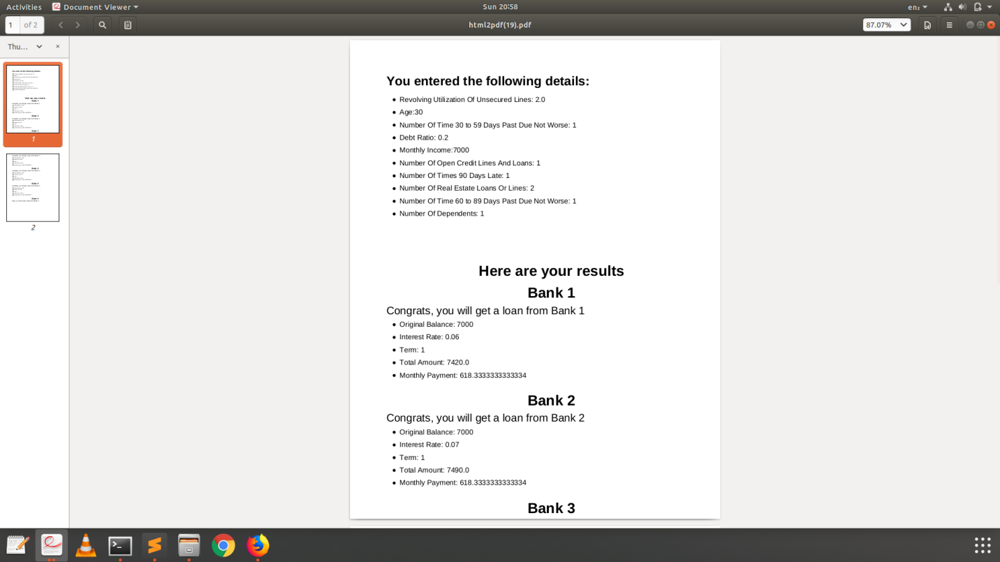 Activities
Document Viewer
Sun 20:58
en₂
1
of 2
html2pdf(19).pdf
87.07%
Thu...
1
2
You entered the following details:
Revolving Utilization Of Unsecured Lines: 2.0
Age:30
Number Of Time 30 to 59 Days Past Due Not Worse: 1
Debt Ratio: 0.2
Monthly Income:7000
Number Of Open Credit Lines And Loans: 1
Number Of Times 90 Days Late: 1
Number Of Real Estate Loans Or Lines: 2
Number Of Time 60 to 89 Days Past Due Not Worse: 1
Number Of Dependents: 1
Here are your results
Bank 1
Congrats, you will get a loan from Bank 1
Original Balance: 7000
Interest Rate: 0.06
Term: 1
Total Amount: 7420.0
Monthly Payment: 618.3333333333334
Bank 2
Congrats, you will get a loan from Bank 2
Original Balance: 7000
Interest Rate: 0.07
Term: 1
Total Amount: 7490.0
Monthly Payment: 618.3333333333334
Bank 3